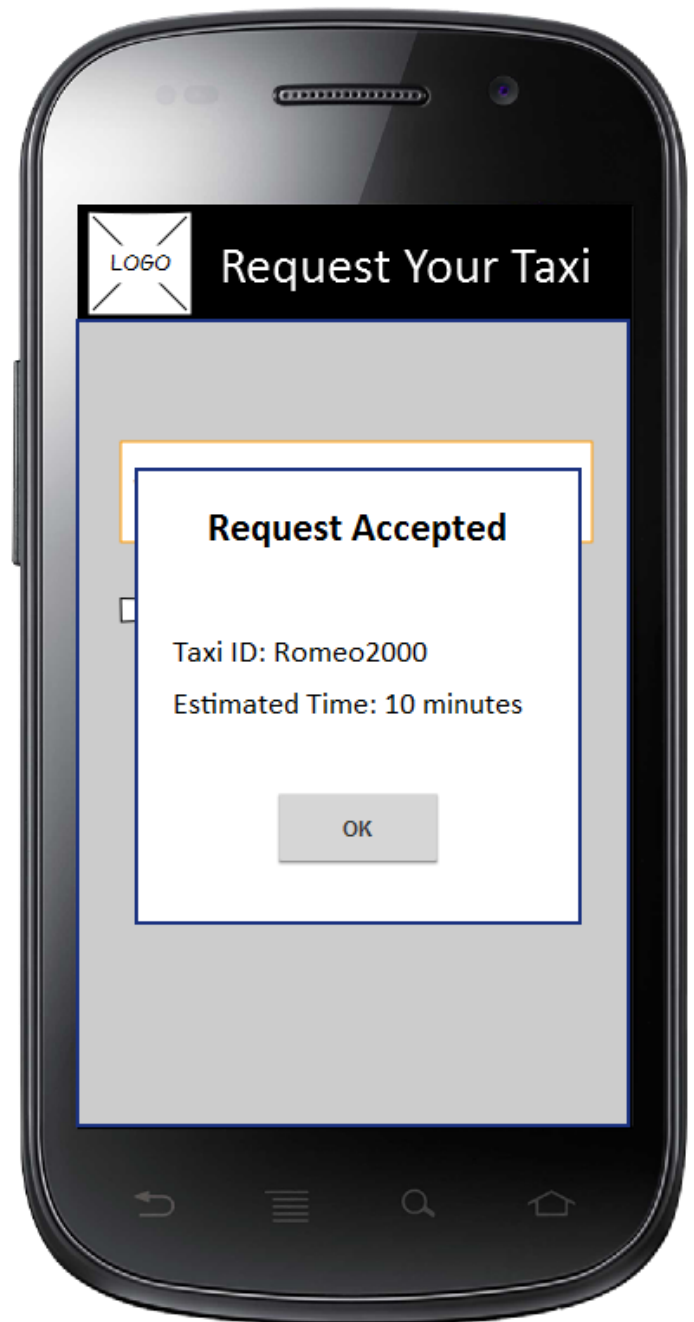 LOGO
Request Your Taxi
Request Accepted
Taxi ID: Romeo2000
Estimated Time: 10 minutes
OK